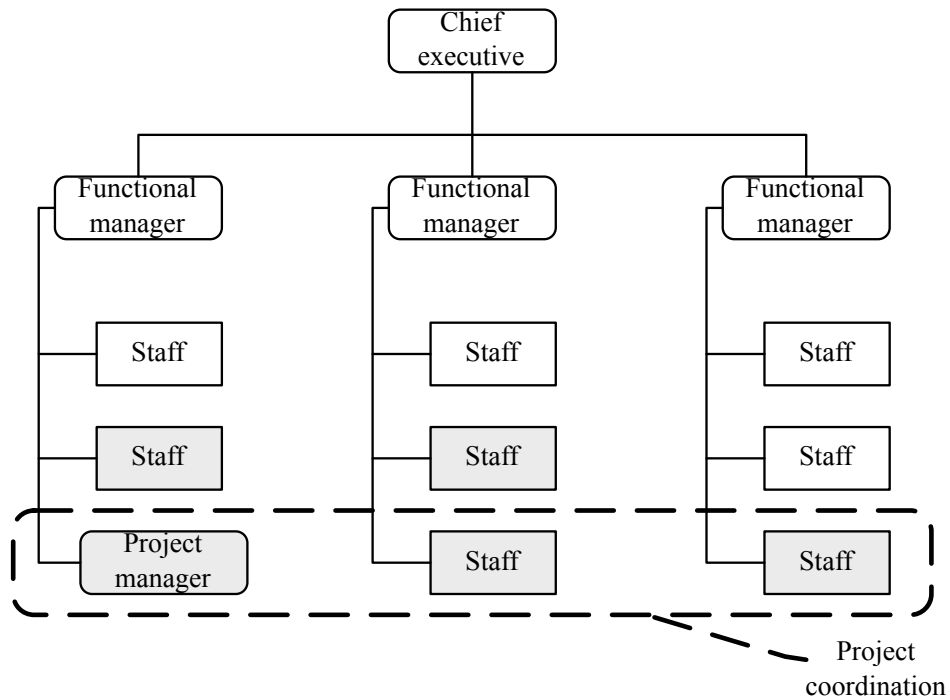 Chief
executive
Functional
manager
Functional
manager
Functional
manager
Staff
Staff
Staff
Staff
Staff
Staff
Project
manager
Staff
Staff
Project
coordination